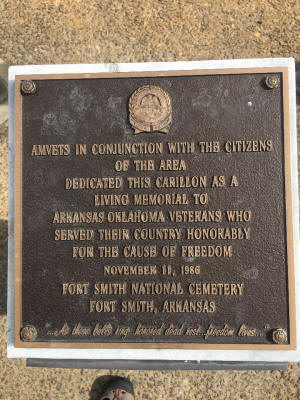 AMVETS IN CONJUNCTION WITH THE CITIZENS
OF THE AREA
DEDICATED THIS CARILLON AS A
LIVING MEMORIAL TO
ARKANSAS OKLAHOMA VETERANS WHO
SERVED THEIR COUNTRY HONORABLY
FOR THE CAUSE OF FREEDOM
NOVEMBER 11, 1986
FORT SMITH NATIONAL CEMETERY
FORT SMITH, ARKANSAS
...As these bells ring, honored dead rest...freedom lives...